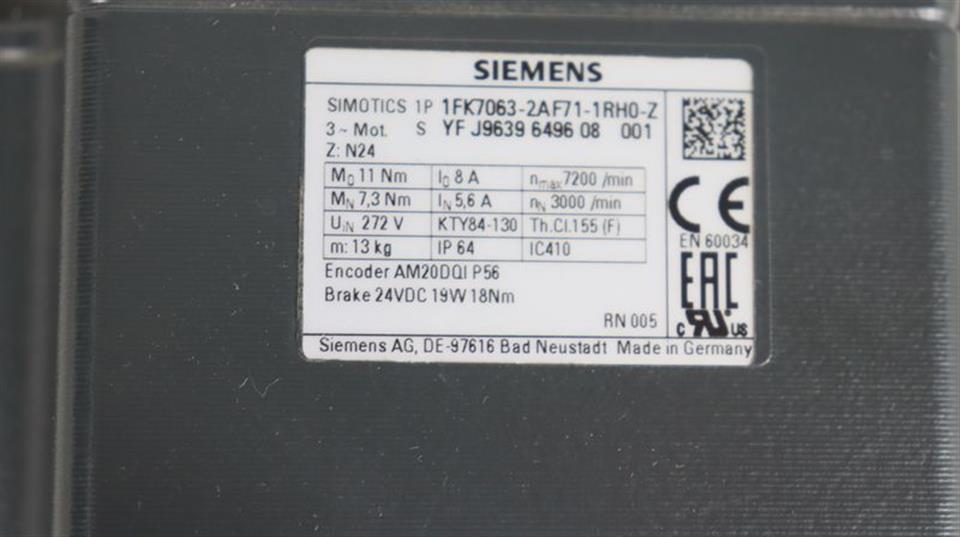 SIEMENS
SIMOTICS 1P 1FK7063-2AF71-1RH0-Z
3~ Mot. S YF J9639 6496 08 001
Z: N24
M0 11 Nm I0 8 A nmax 7200 /min
MN 7,3 Nm IN 5,6 A nN 3000 /min
UIN 272 V KTY84-130 Th.Cl.155 (F)
m: 13 kg IP 64 IC410
CE
EN 60034
Encoder AM20DQI P56
Brake 24VDC 19W 18Nm
EAC
RN 005
c RU US
Siemens AG, DE-97616 Bad Neustadt Made in Germany